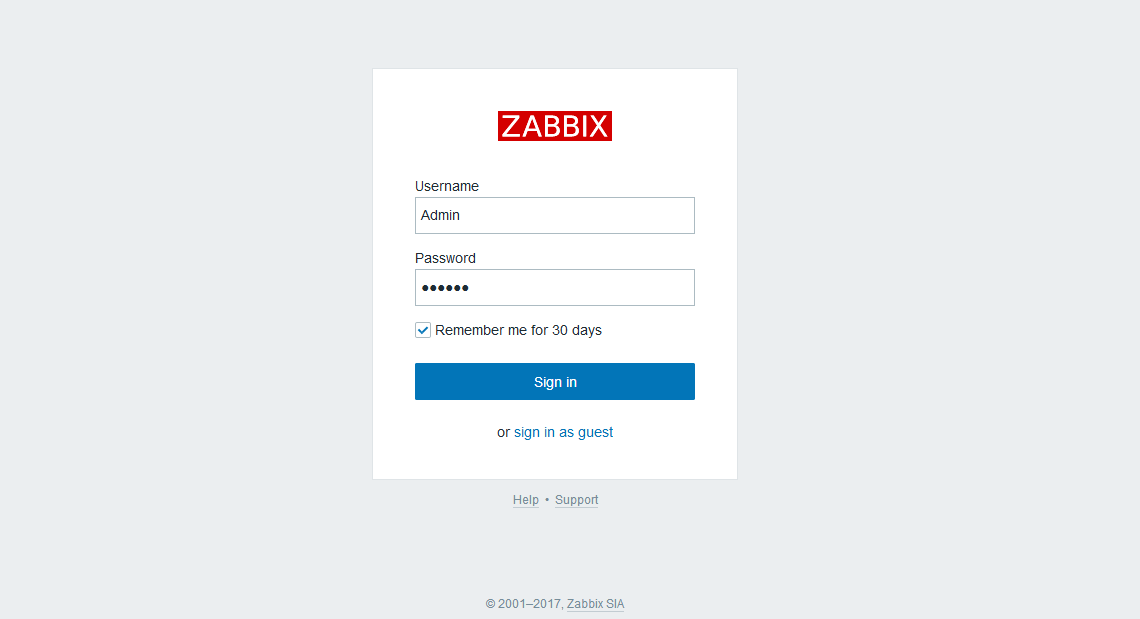 ZABBIX
Username
Admin
Password
●●●●●●
Remember me for 30 days
Sign in
or sign in as guest
Help • Support
© 2001–2017, Zabbix SIA